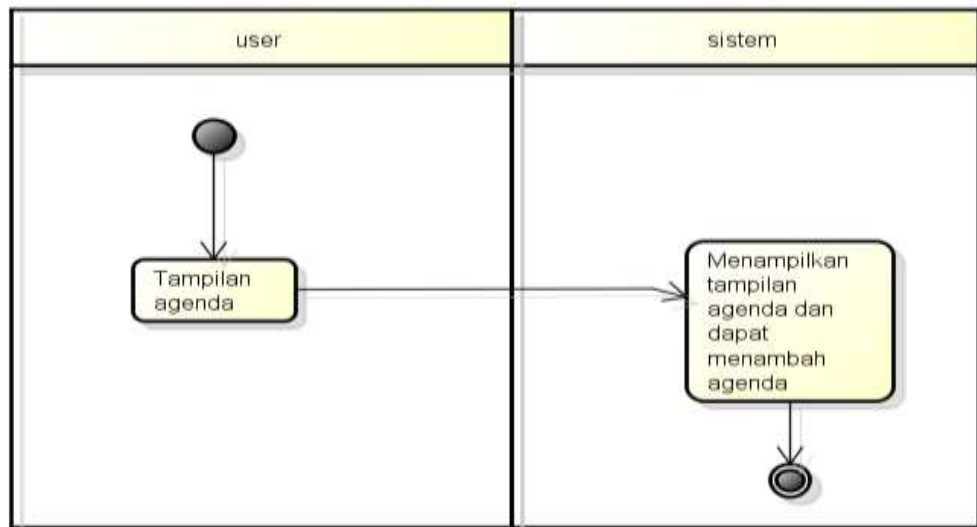 user
sistem
Tampilan
agenda
Menampilkan
tampilan
agenda dan
dapat
menambah
agenda